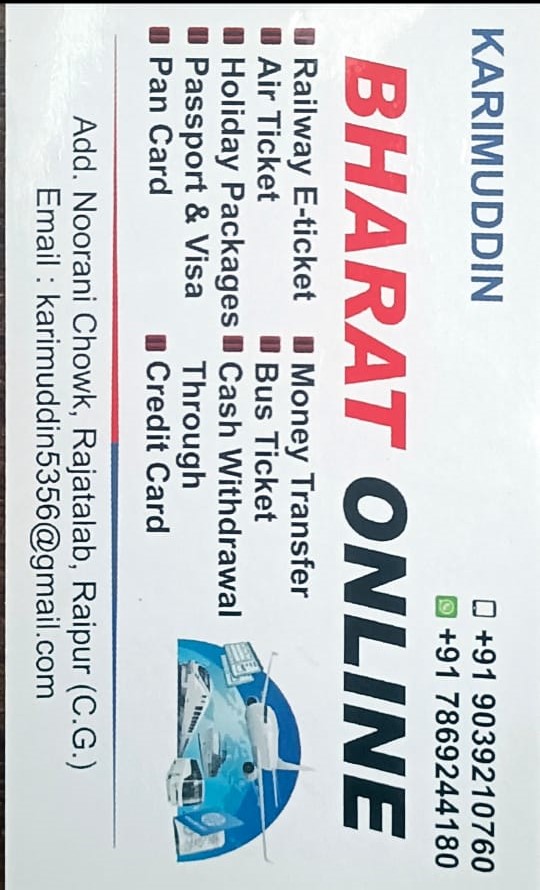 KARIMUDDIN
+91 9039210760
+91 7869244180
BHARAT ONLINE
Railway E-ticket
Air Ticket
Holiday Packages
Passport & Visa
Pan Card
Money Transfer
Bus Ticket
Cash Withdrawal
Through
Credit Card
Add. Noorani Chowk, Rajatalab, Raipur (C.G.)
Email : karimuddin5356@gmail.com